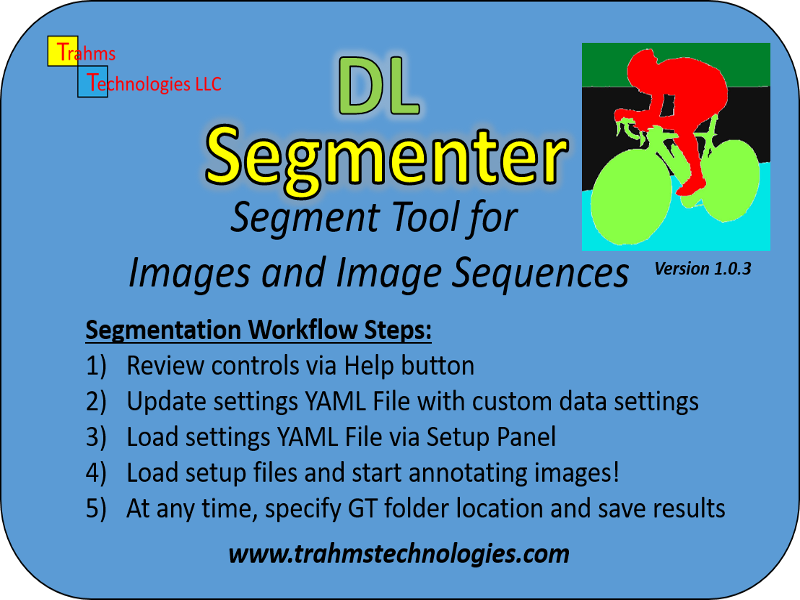 Trahms
Technologies LLC
DL
Segmenter
Segment Tool for
Images and Image Sequences
Version 1.0.3
Segmentation Workflow Steps:
1) Review controls via Help button
2) Update settings YAML File with custom data settings
3) Load settings YAML File via Setup Panel
4) Load setup files and start annotating images!
5) At any time, specify GT folder location and save results
www.trahmstechnologies.com